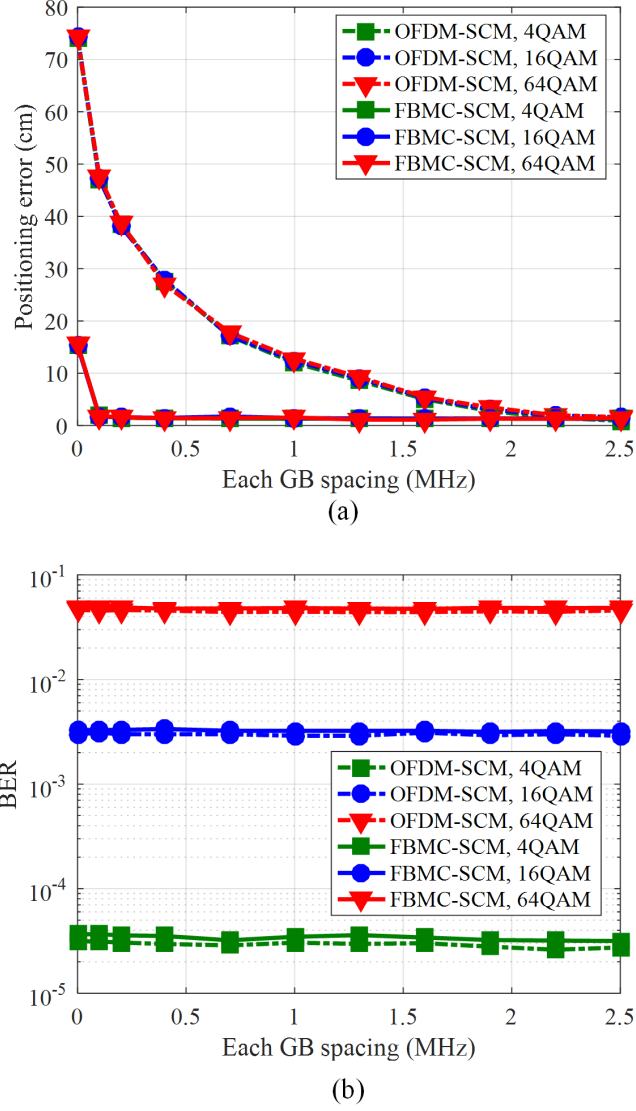 80
70
60
50
40
30
20
10
0
Positioning error (cm)
OFDM-SCM, 4QAM
OFDM-SCM, 16QAM
OFDM-SCM, 64QAM
FBMC-SCM, 4QAM
FBMC-SCM, 16QAM
FBMC-SCM, 64QAM
0 0.5 1 1.5 2 2.5
Each GB spacing (MHz)
(a)
10^-1
10^-2
10^-3
10^-4
10^-5
BER
OFDM-SCM, 4QAM
OFDM-SCM, 16QAM
OFDM-SCM, 64QAM
FBMC-SCM, 4QAM
FBMC-SCM, 16QAM
FBMC-SCM, 64QAM
0 0.5 1 1.5 2 2.5
Each GB spacing (MHz)
(b)